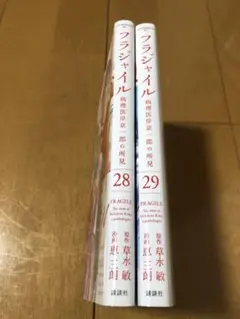 フラジャイル
病理医岸京一郎の所見
28
FRAGILE
原作 草水 敏
漫画 恵 三朗
講談社
フラジャイル
病理医岸京一郎の所見
29
FRAGILE
原作 草水 敏
漫画 恵 三朗
講談社